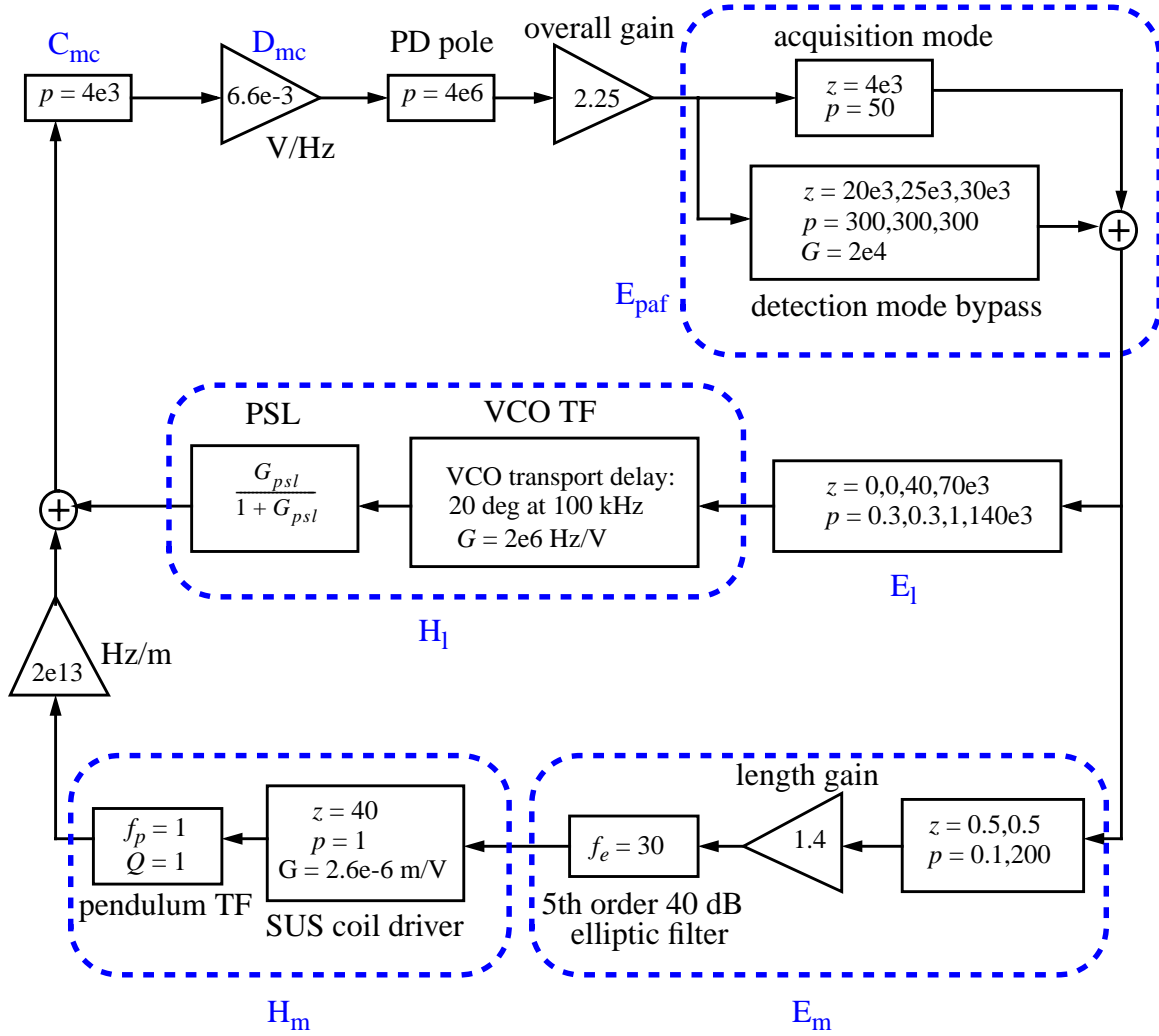 C_mc
p = 4e3
D_mc
6.6e-3
V/Hz
PD pole
p = 4e6
overall gain
2.25
acquisition mode
z = 4e3
p = 50
z = 20e3,25e3,30e3
p = 300,300,300
G = 2e4
detection mode bypass
E_paf
+
PSL
G_psl
1 + G_psl
VCO TF
VCO transport delay:
20 deg at 100 kHz
G = 2e6 Hz/V
z = 0,0,40,70e3
p = 0.3,0.3,1,140e3
E_l
H_l
+
2e13
Hz/m
f_p = 1
Q = 1
pendulum TF
z = 40
p = 1
G = 2.6e-6 m/V
SUS coil driver
H_m
f_e = 30
5th order 40 dB
elliptic filter
length gain
1.4
z = 0.5,0.5
p = 0.1,200
E_m